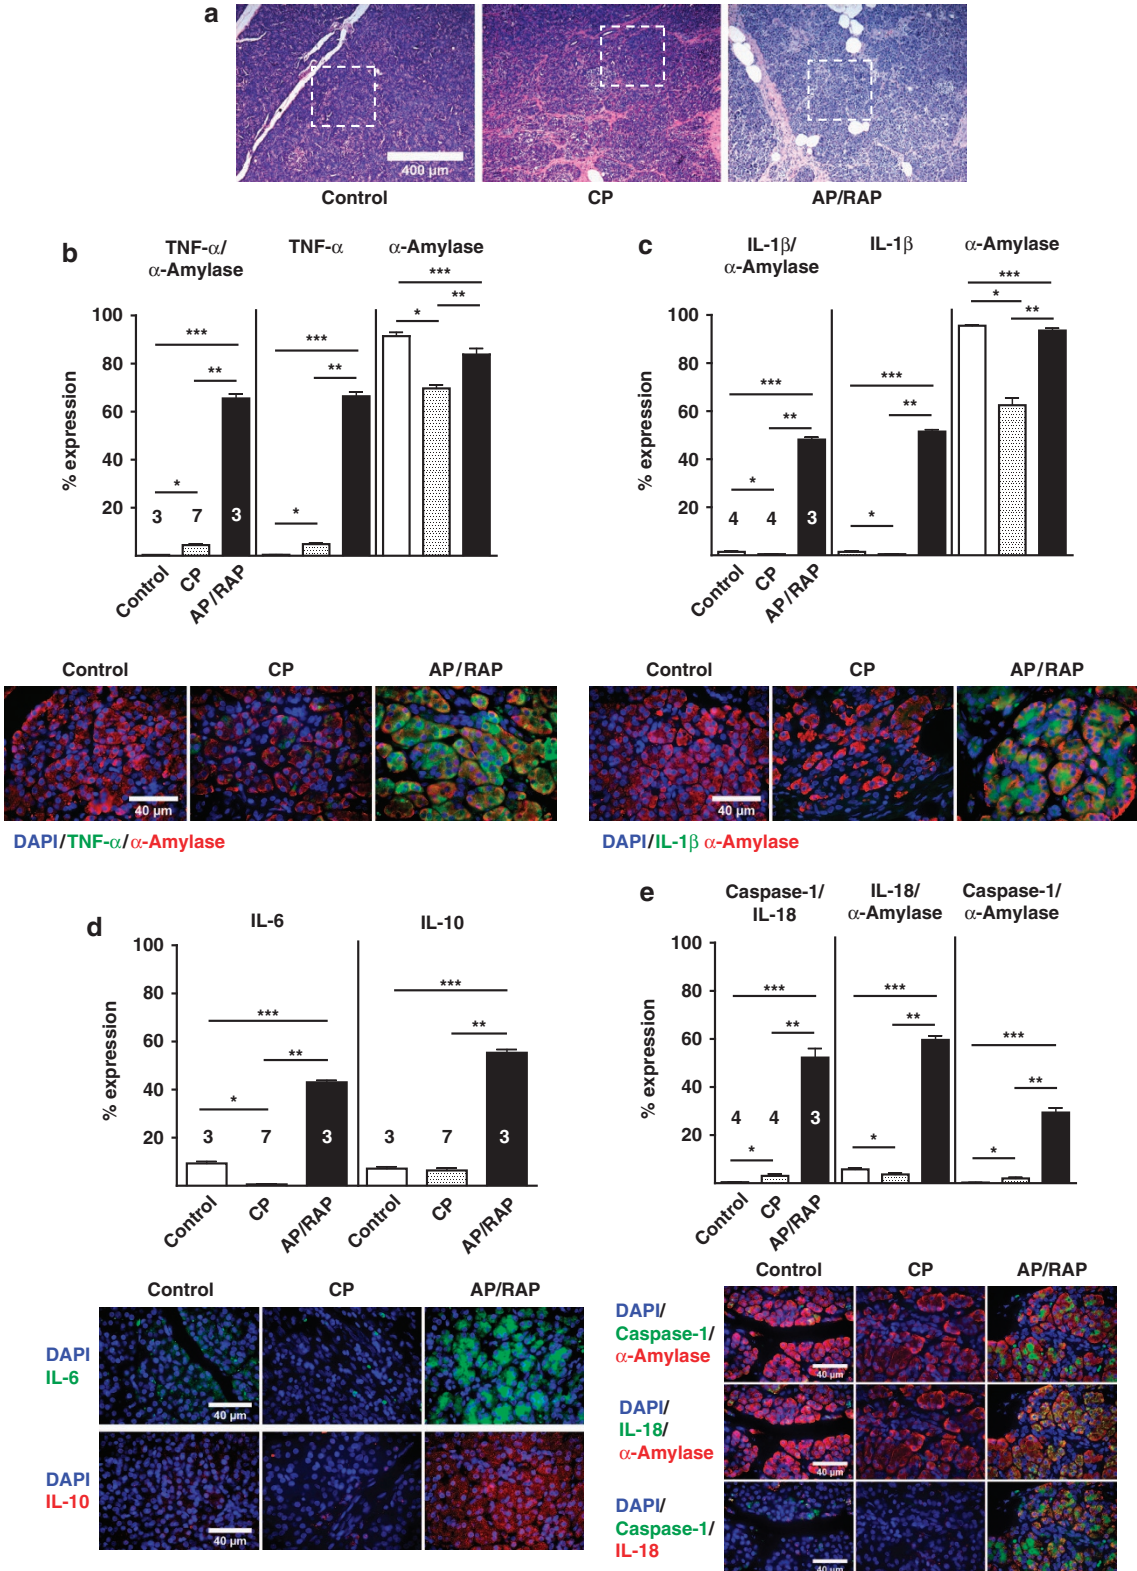 a
400 µm
Control CP AP/RAP
b
TNF-α/
α-Amylase
TNF-α
α-Amylase
***
**
*
***
**
*
***
**
*
% expression
100
80
60
40
20
3 7 3
Control CP AP/RAP
c
IL-1β/
α-Amylase
IL-1β
α-Amylase
***
*
**
***
**
*
***
**
*
% expression
100
80
60
40
20
4 4 3
Control CP AP/RAP
Control CP AP/RAP
40 µm
DAPI/TNF-α/α-Amylase
Control CP AP/RAP
40 µm
DAPI/IL-1β α-Amylase
d
IL-6 IL-10
% expression
100
80
60
40
20
***
**
*
***
**
3 7 3 3 7 3
Control CP AP/RAP Control CP AP/RAP
Control CP AP/RAP
DAPI
IL-6
40 µm
DAPI
IL-10
40 µm
e
Caspase-1/
IL-18
IL-18/
α-Amylase
Caspase-1/
α-Amylase
% expression
100
80
60
40
20
***
**
*
***
**
*
***
**
*
4 4 3
Control CP AP/RAP
Control CP AP/RAP
DAPI/
Caspase-1/
α-Amylase
40 µm
DAPI/
IL-18/
α-Amylase
40 µm
DAPI/
Caspase-1/
IL-18
40 µm